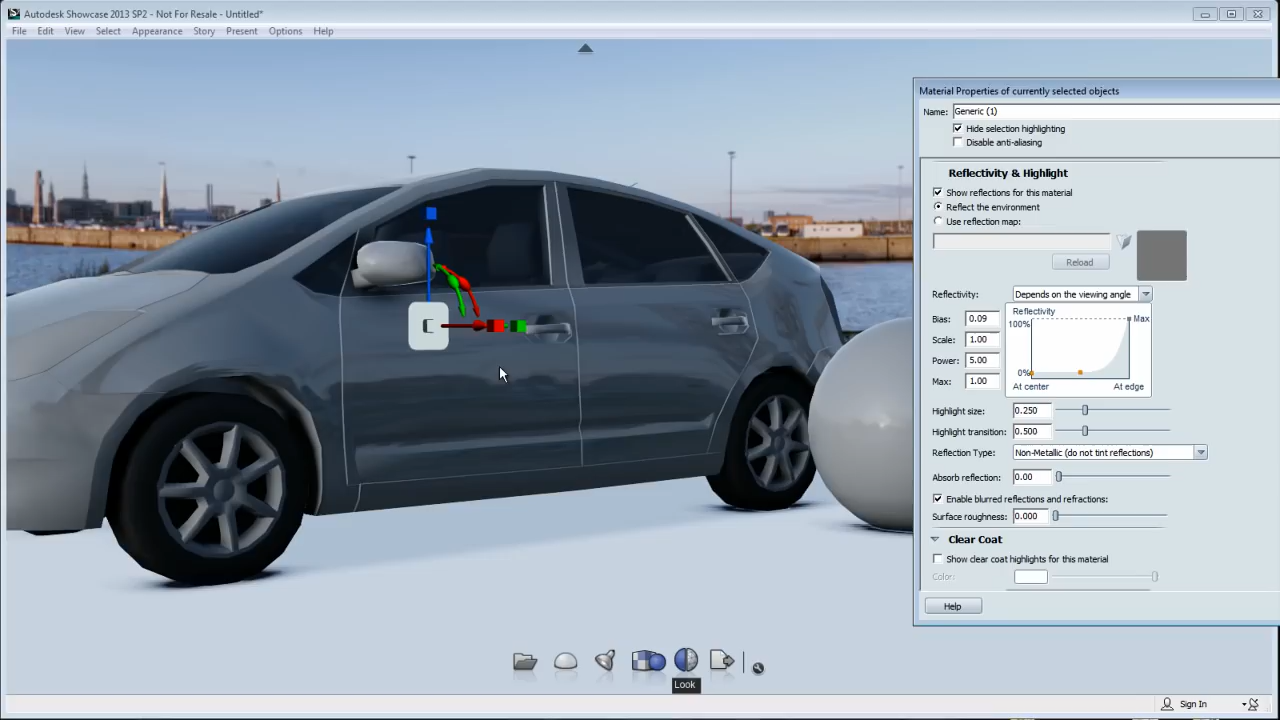 Autodesk Showcase 2013 SP2 - Not For Resale - Untitled*
File Edit View Select Appearance Story Present Options Help
Material Properties of currently selected objects
Name: Generic (1)
Hide selection highlighting
Disable anti-aliasing
Reflectivity & Highlight
Show reflections for this material
Reflect the environment
Use reflection map:
Reload
Reflectivity: Depends on the viewing angle
Reflectivity
Bias: 0.09
100%
Max
Scale: 1.00
Power: 5.00
0%
Max: 1.00
At center At edge
Highlight size: 0.250
Highlight transition: 0.500
Reflection Type: Non-Metallic (do not tint reflections)
Absorb reflection: 0.00
Enable blurred reflections and refractions:
Surface roughness: 0.000
Clear Coat
Show clear coat highlights for this material
Color:
Help
Look
Sign In